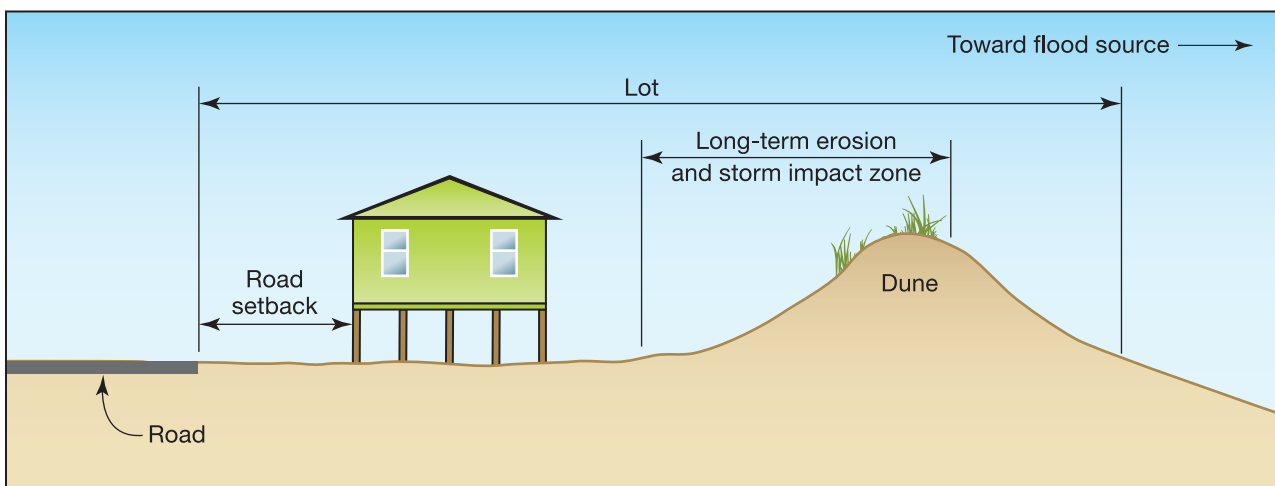 Toward flood source
Lot
Long-term erosion
and storm impact zone
Road
setback
Dune
Road